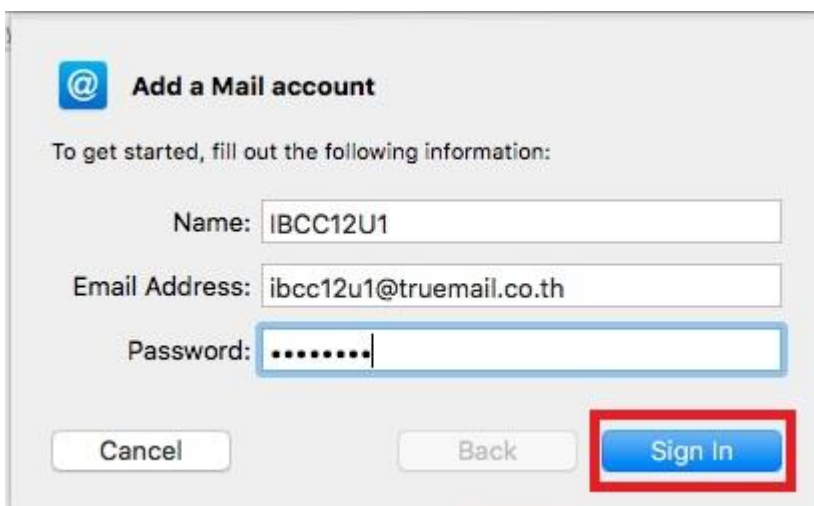 Add a Mail account
To get started, fill out the following information:
Name: IBCC12U1
Email Address: ibcc12u1@truemail.co.th
Password: ••••••••
Cancel Back Sign In